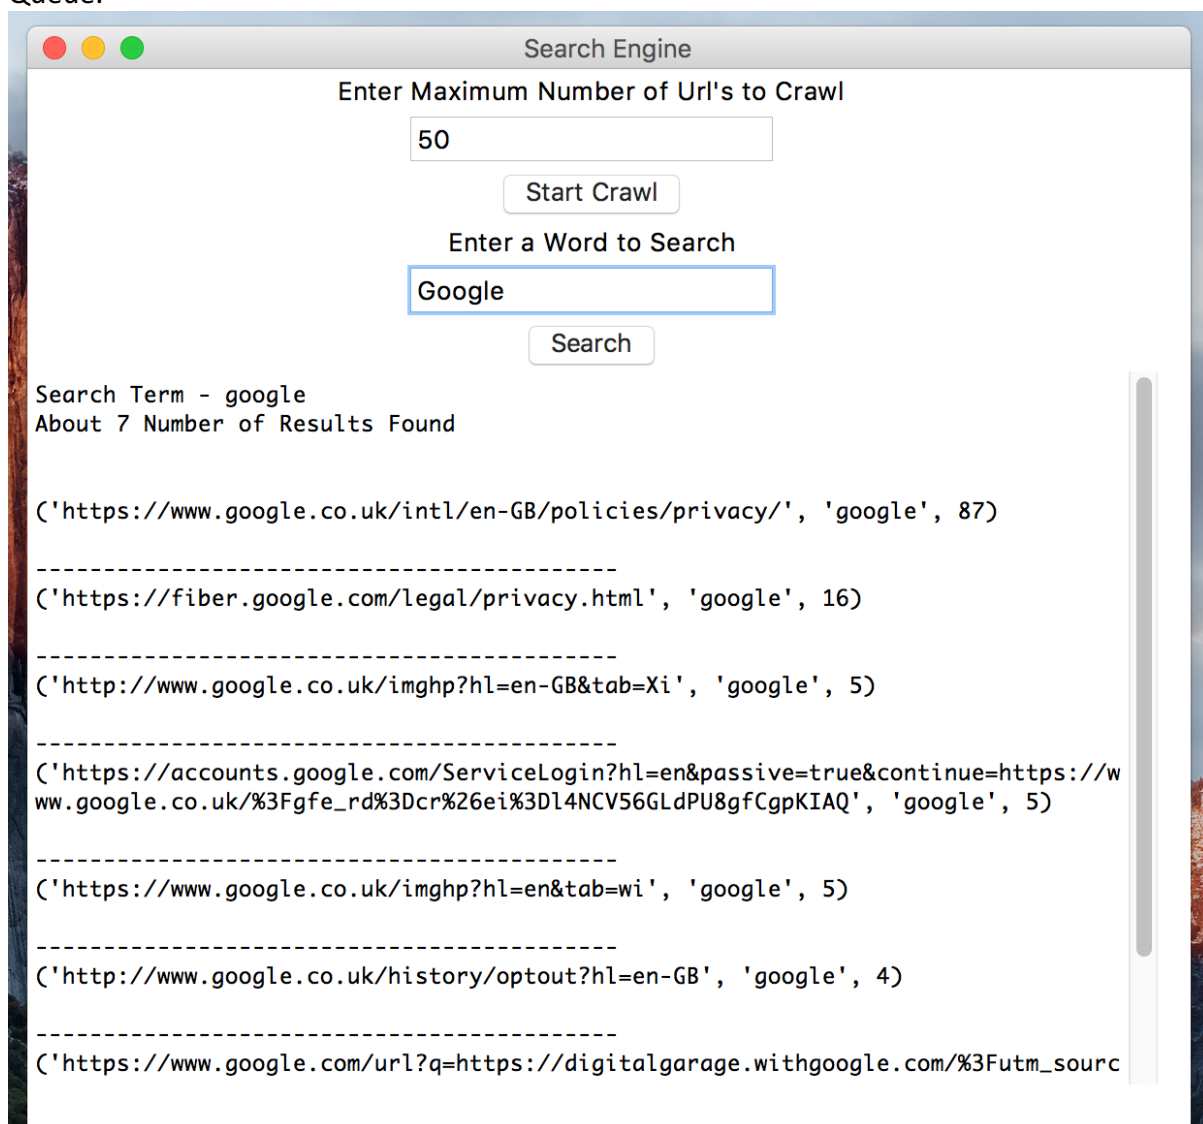 Queue.
Search Engine
Enter Maximum Number of Url's to Crawl
50
Start Crawl
Enter a Word to Search
Google
Search
Search Term - google
About 7 Number of Results Found
('https://www.google.co.uk/intl/en-GB/policies/privacy/', 'google', 87)
-------------------------------------------
('https://fiber.google.com/legal/privacy.html', 'google', 16)
-------------------------------------------
('http://www.google.co.uk/imghp?hl=en-GB&tab=Xi', 'google', 5)
-------------------------------------------
('https://accounts.google.com/ServiceLogin?hl=en&passive=true&continue=https://w
ww.google.co.uk/%3Fgfe_rd%3Dcr%26ei%3Dl4NCV56GLdPU8gfCgpKIAQ', 'google', 5)
-------------------------------------------
('https://www.google.co.uk/imghp?hl=en&tab=wi', 'google', 5)
-------------------------------------------
('http://www.google.co.uk/history/optout?hl=en-GB', 'google', 4)
-------------------------------------------
('https://www.google.com/url?q=https://digitalgarage.withgoogle.com/%3Futm_sourc